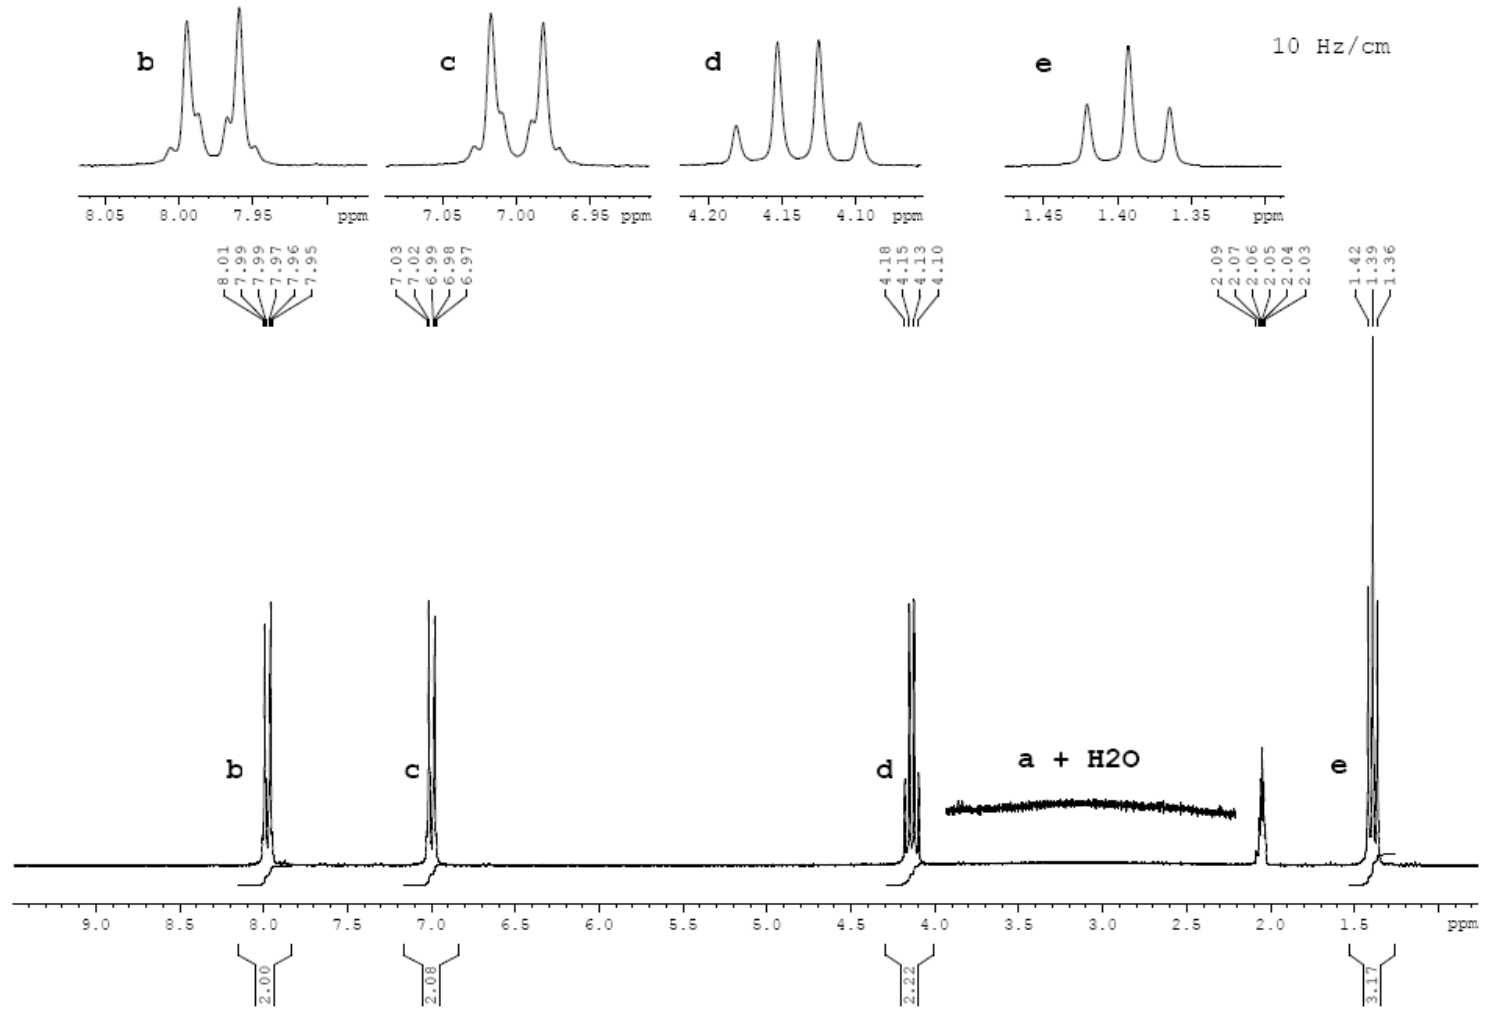 b c d e 10 Hz/cm
8.05 8.00 7.95 ppm 7.05 7.00 6.95 ppm 4.20 4.15 4.10 ppm 1.45 1.40 1.35 ppm
8.01 7.99 7.99 7.97 7.96 7.95 7.03 7.02 6.99 6.98 6.97 4.18 4.15 4.13 4.10 2.09 2.07 2.06 2.05 2.04 2.03 1.42 1.39 1.36
b c d a + H2O e
9.0 8.5 8.0 7.5 7.0 6.5 6.0 5.5 5.0 4.5 4.0 3.5 3.0 2.5 2.0 1.5 ppm
2.00 2.08 2.22 3.17